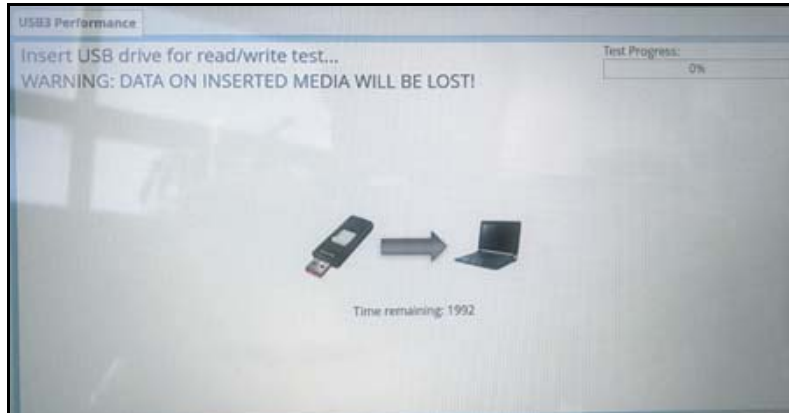 USB3 Performance
Insert USB drive for read/write test...
WARNING: DATA ON INSERTED MEDIA WILL BE LOST!
Test Progress:
0%
Time remaining: 1992